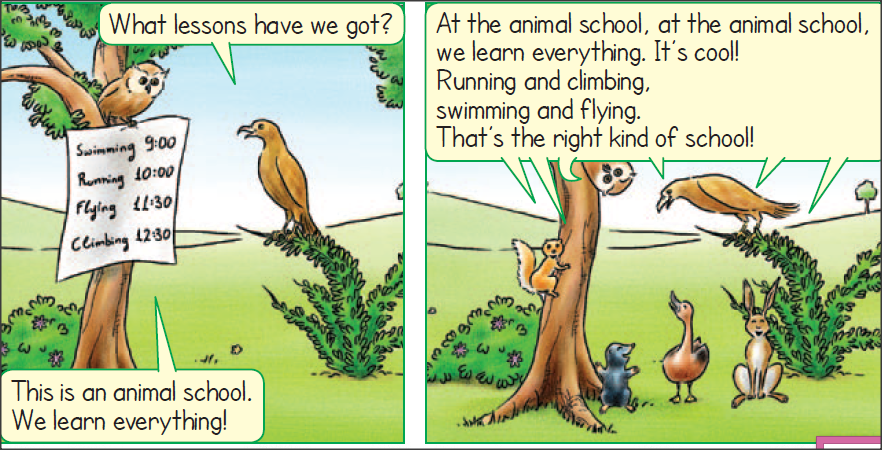 What lessons have we got?
Swimming 9:00
Running 10:00
Flying 11:30
Climbing 12:30
This is an animal school.
We learn everything!
At the animal school, at the animal school,
we learn everything. It's cool!
Running and climbing,
swimming and flying.
That's the right kind of school!